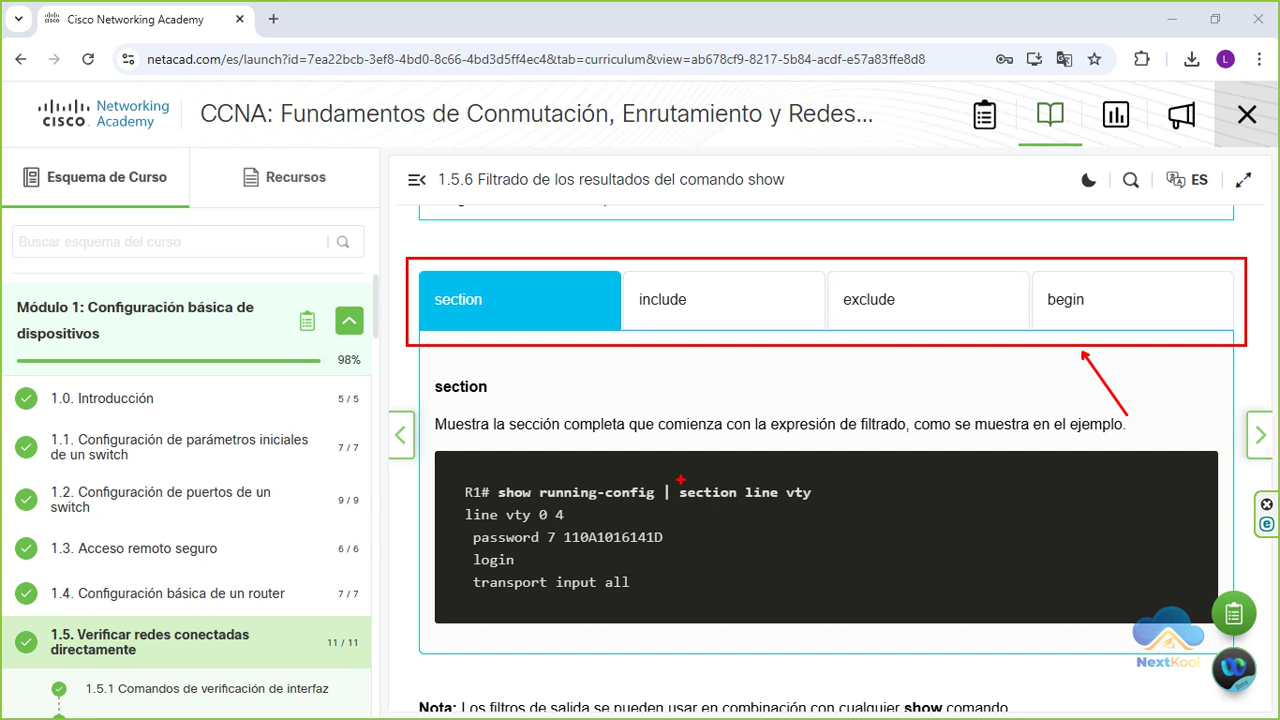 Cisco Networking Academy
netacad.com/es/launch?id=7ea22bcb-3ef8-4bd0-8c66-4bd3d5ffdec4&tab=curriculum&view=ab678cf9-8217-5b84-acdf-e57a83ffe8d8
L
CISCO
Networking
Academy
CCNA: Fundamentos de Conmutación, Enrutamiento y Redes...
Esquema de Curso
Recursos
1.5.6 Filtrado de los resultados del comando show
ES
Buscar esquema del curso
Módulo 1: Configuración básica de
dispositivos
98%
1.0. Introducción
5 / 5
1.1. Configuración de parámetros iniciales
de un switch
7 / 7
1.2. Configuración de puertos de un
switch
9 / 9
1.3. Acceso remoto seguro
6 / 6
1.4. Configuración básica de un router
7 / 7
1.5. Verificar redes conectadas
directamente
11 / 11
1.5.1 Comandos de verificación de interfaz
section
include
exclude
begin
section
Muestra la sección completa que comienza con la expresión de filtrado, como se muestra en el ejemplo.
R1# show running-config | section line vty
line vty 0 4
password 7 110A1016141D
login
transport input all
NextKool
Beta
Nota: Los filtros de salida se pueden usar en combinación con cualquier show comando